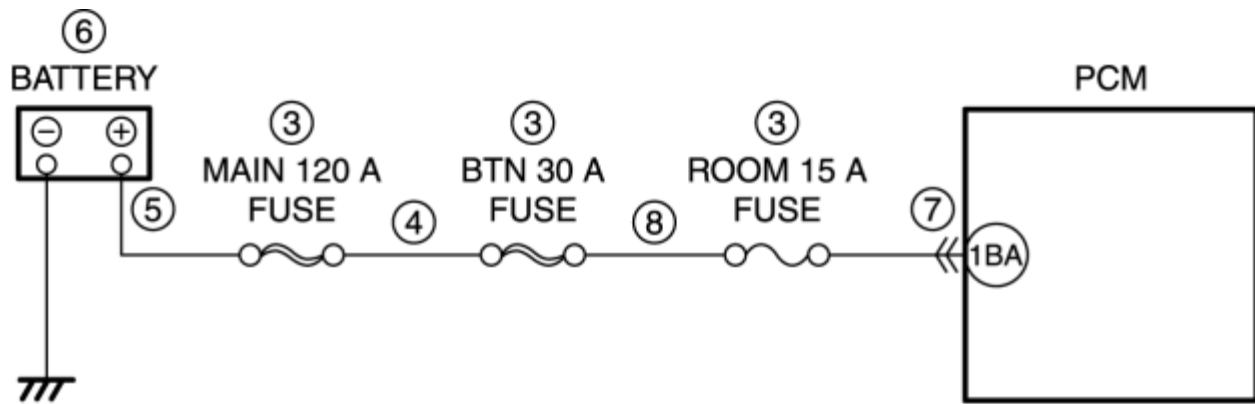 ⑥
BATTERY
⊖ ⊕
⑤
③
MAIN 120 A
FUSE
④
③
BTN 30 A
FUSE
⑧
③
ROOM 15 A
FUSE
⑦
PCM
1BA